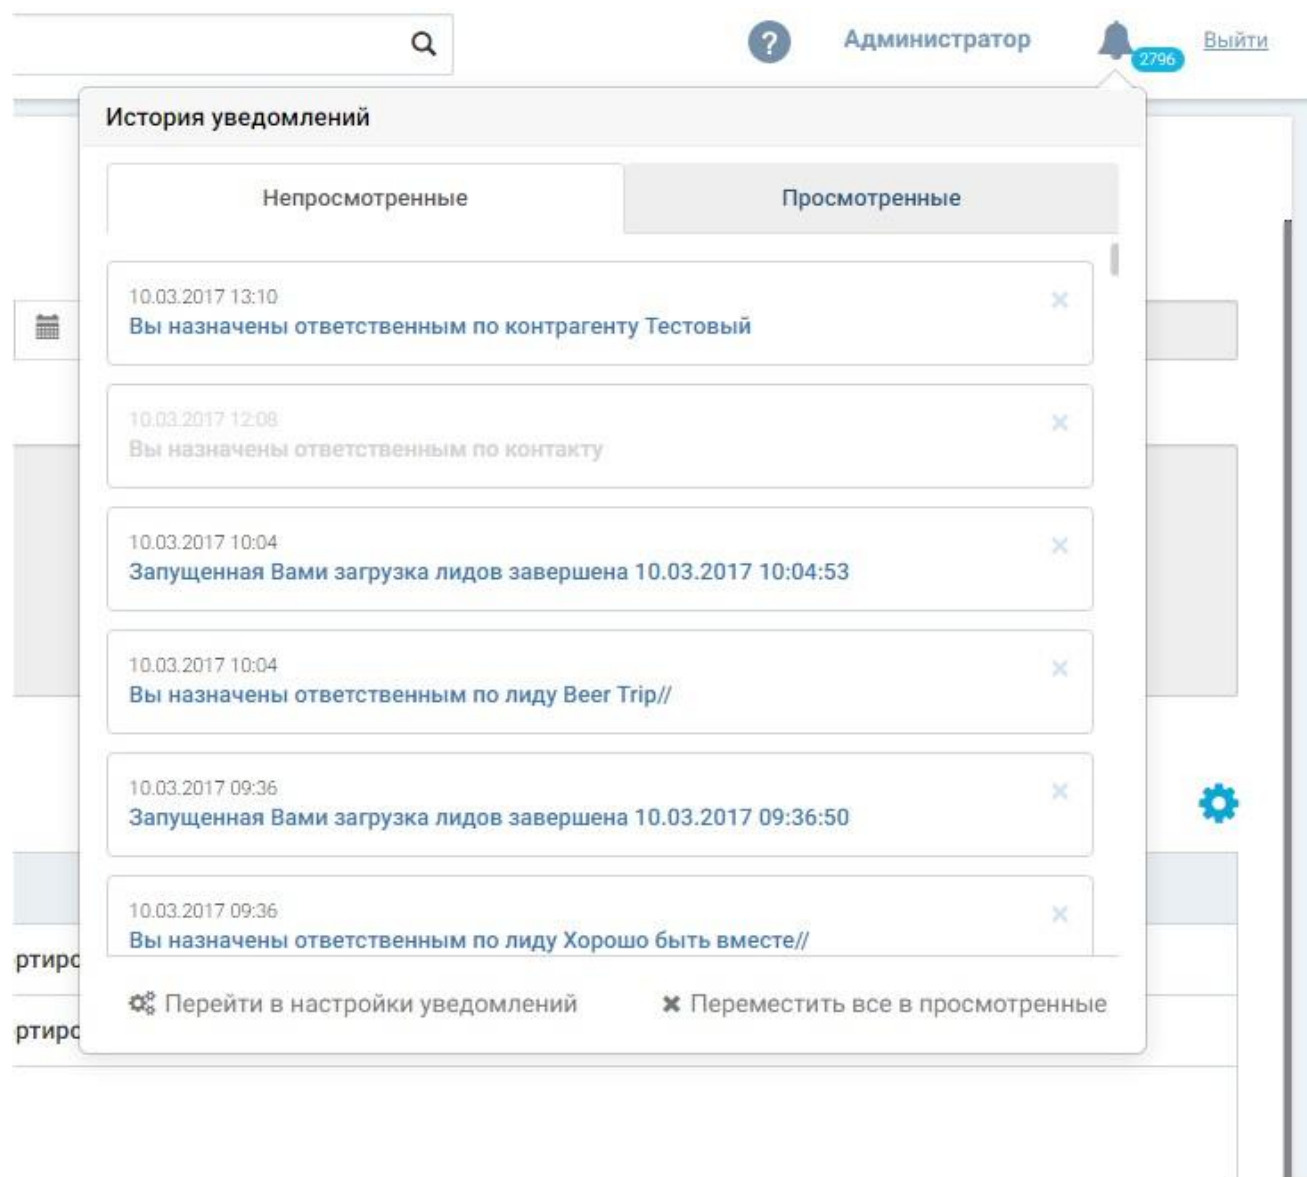 ?
Администратор
2796
Выйти
История уведомлений
Непросмотренные
Просмотренные
10.03.2017 13:10
Вы назначены ответственным по контрагенту Тестовый
10.03.2017 12:08
Вы назначены ответственным по контакту
10.03.2017 10:04
Запущенная Вами загрузка лидов завершена 10.03.2017 10:04:53
10.03.2017 10:04
Вы назначены ответственным по лиду Beer Trip//
10.03.2017 09:36
Запущенная Вами загрузка лидов завершена 10.03.2017 09:36:50
10.03.2017 09:36
Вы назначены ответственным по лиду Хорошо быть вместе//
ртиро
Перейти в настройки уведомлений
Переместить все в просмотренные
ртиро